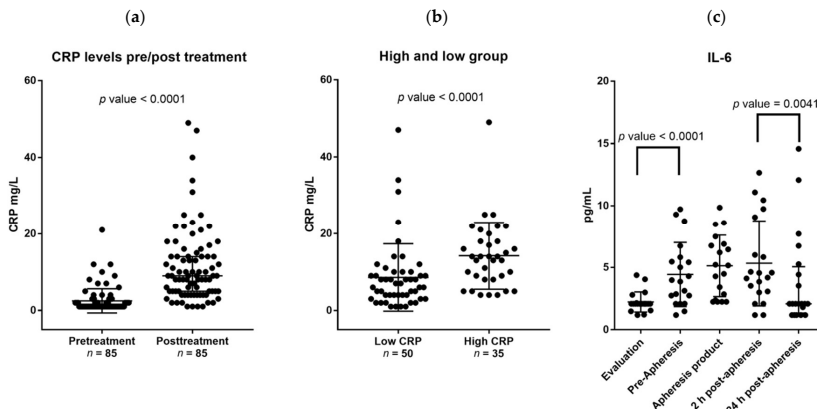 (a)
CRP levels pre/post treatment
p value < 0.0001
CRP mg/L
60
40
20
0
Pretreatment
n = 85
Posttreatment
n = 85
(b)
High and low group
p value < 0.0001
CRP mg/L
60
40
20
0
Low CRP
n = 50
High CRP
n = 35
(c)
IL-6
p value < 0.0001
p value = 0.0041
pg/mL
20
15
10
5
0
Evaluation
Pre-Apheresis
Apheresis product
2 h post-apheresis
24 h post-apheresis